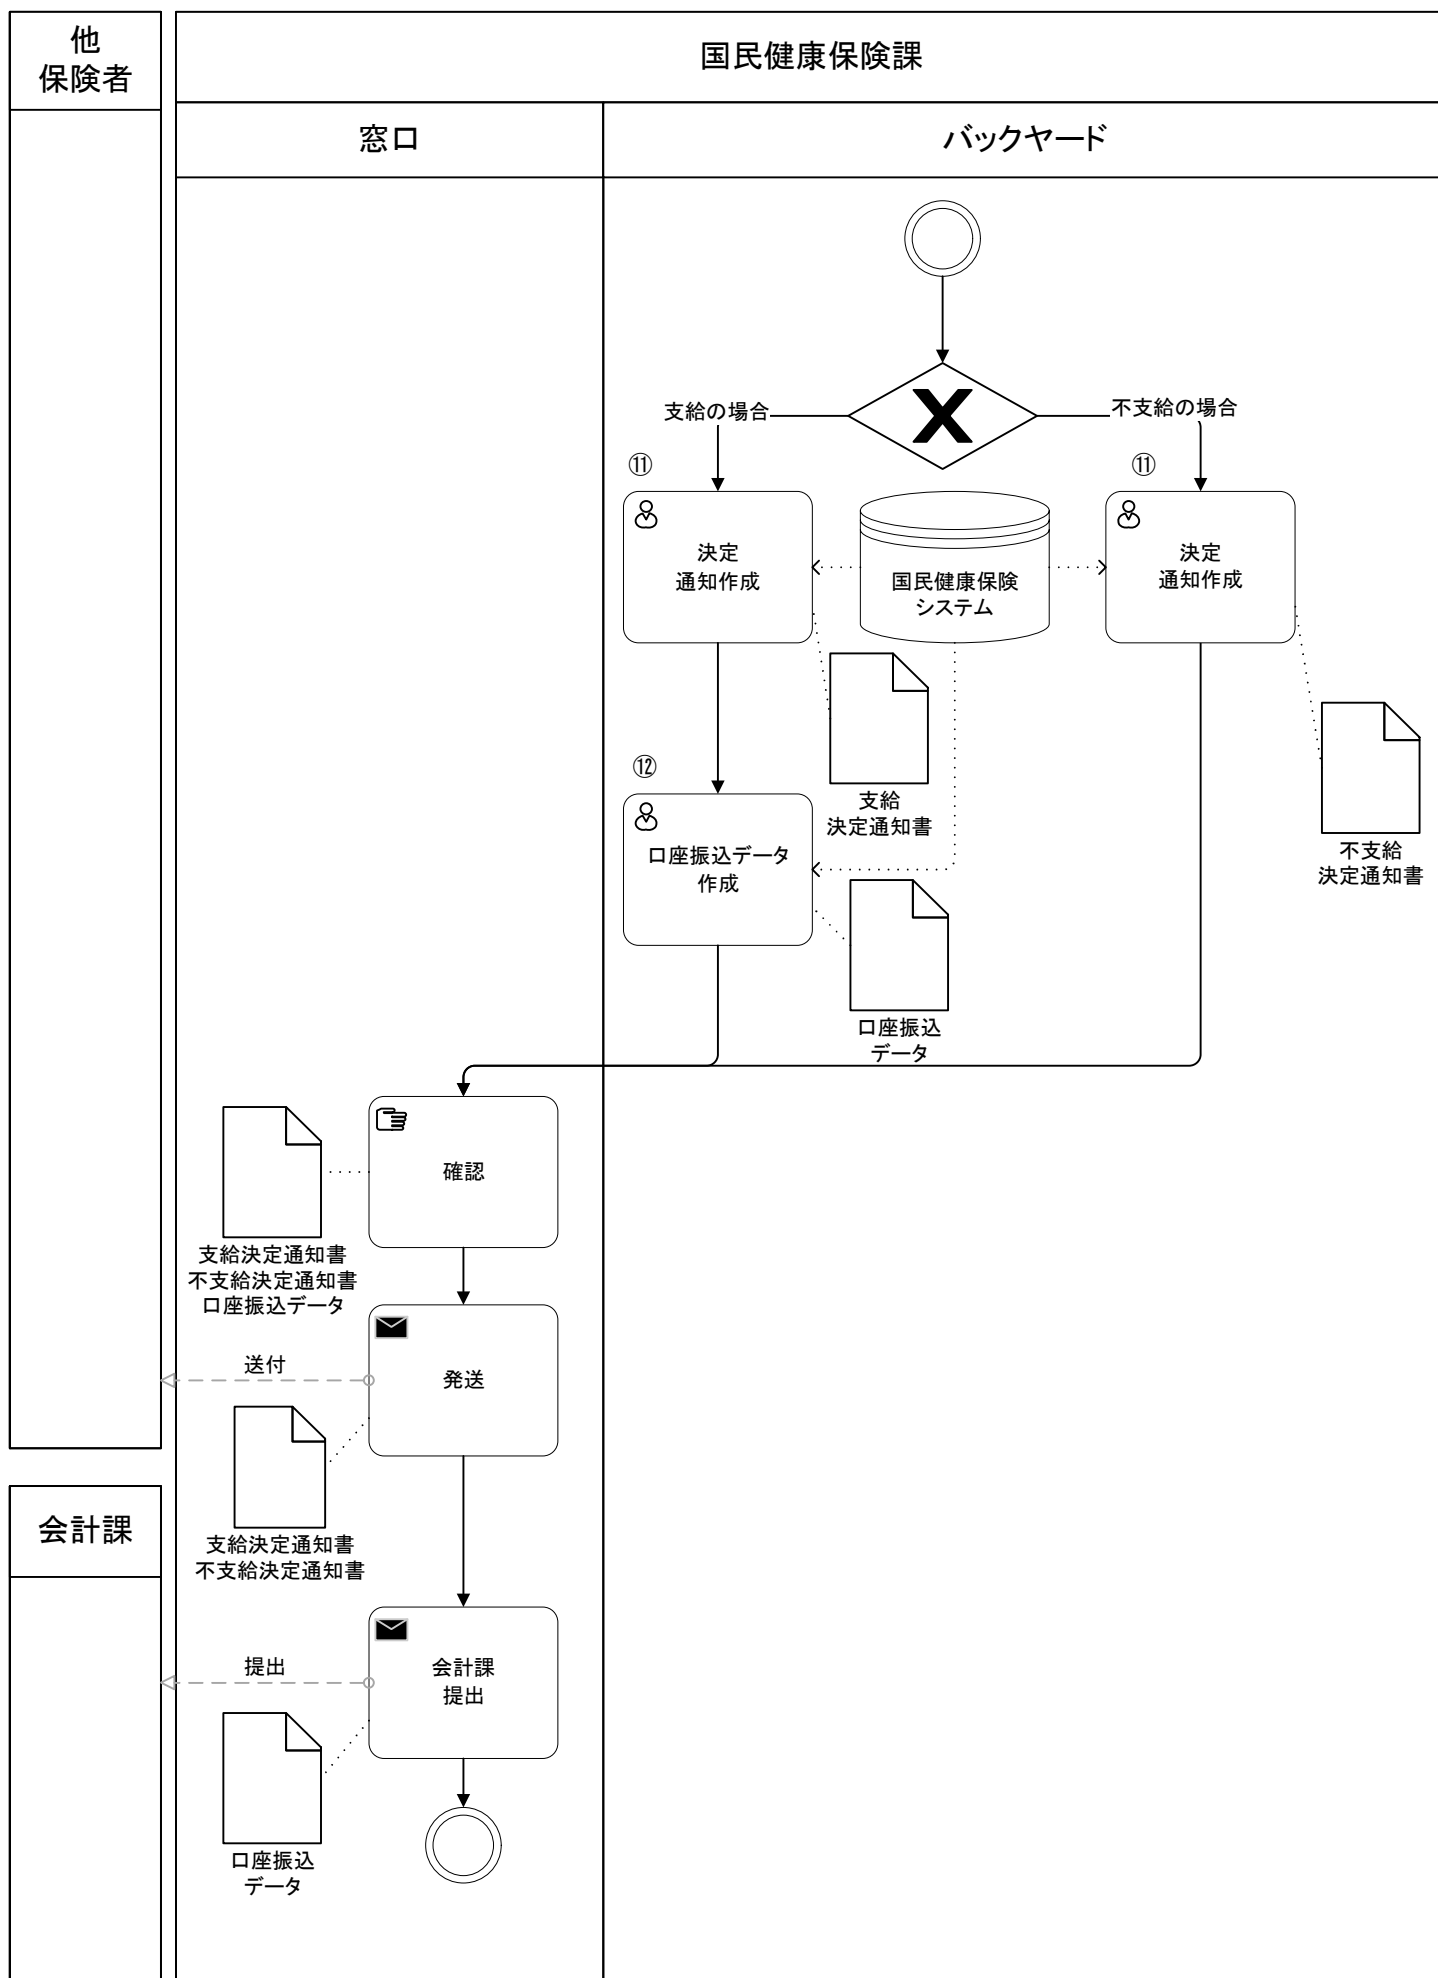 他
保険者
国民健康保険課
窓口
バックヤード
支給の場合
不支給の場合
⑪
⑪
決定
通知作成
国民健康保険
システム
決定
通知作成
支給
決定通知書
不支給
決定通知書
⑫
口座振込データ
作成
口座振込
データ
確認
支給決定通知書
不支給決定通知書
口座振込データ
送付
発送
支給決定通知書
不支給決定通知書
会計課
提出
会計課
提出
口座振込
データ